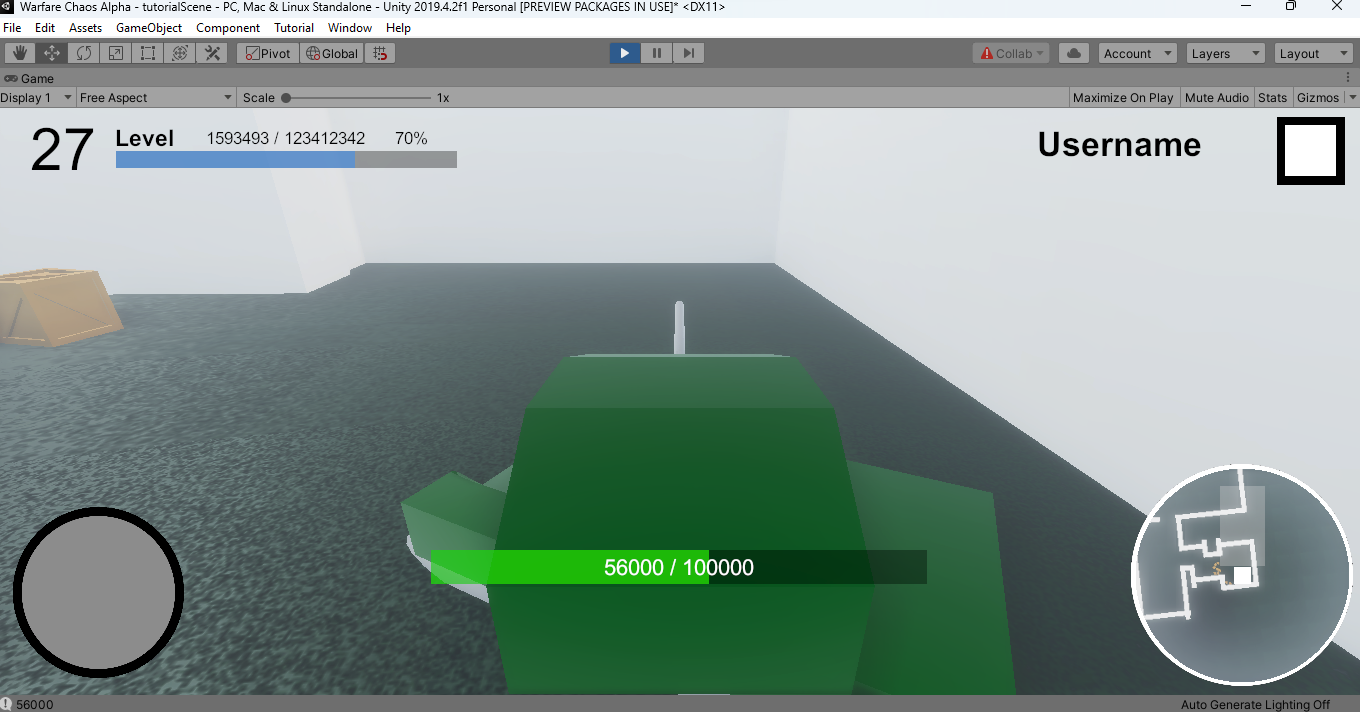 Warfare Chaos Alpha - tutorialScene - PC, Mac & Linux Standalone - Unity 2019.4.2f1 Personal [PREVIEW PACKAGES IN USE]* <DX11>
File Edit Assets GameObject Component Tutorial Window Help
Pivot Global Collab Account Layers Layout
Game
Display 1 Free Aspect Scale 1x Maximize On Play Mute Audio Stats Gizmos
27 Level 1593493 / 123412342 70% Username
56000 / 100000
56000 Auto Generate Lighting Off